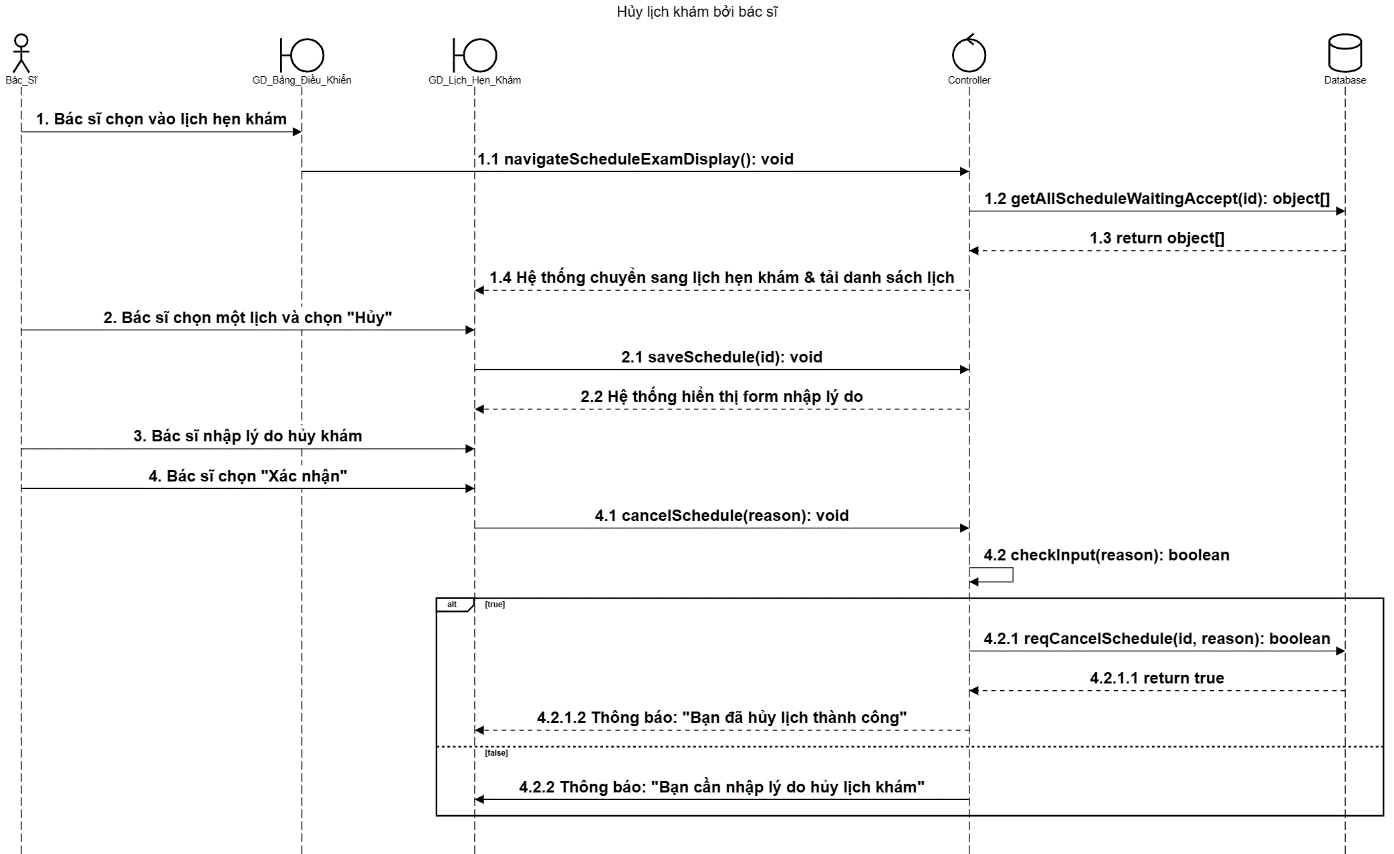 Hủy lịch khám bởi bác sĩ
Bác_Sĩ
GD_Bảng_Điều_Khiển
GD_Lịch_Hẹn_Khám
Controller
Database
1. Bác sĩ chọn vào lịch hẹn khám
1.1 navigateScheduleExamDisplay(): void
1.2 getAllScheduleWaitingAccept(id): object[]
1.3 return object[]
1.4 Hệ thống chuyển sang lịch hẹn khám & tải danh sách lịch
2. Bác sĩ chọn một lịch và chọn "Hủy"
2.1 saveSchedule(id): void
2.2 Hệ thống hiển thị form nhập lý do
3. Bác sĩ nhập lý do hủy khám
4. Bác sĩ chọn "Xác nhận"
4.1 cancelSchedule(reason): void
4.2 checkInput(reason): boolean
alt [true]
4.2.1 reqCancelSchedule(id, reason): boolean
4.2.1.1 return true
4.2.1.2 Thông báo: "Bạn đã hủy lịch thành công"
[false]
4.2.2 Thông báo: "Bạn cần nhập lý do hủy lịch khám"